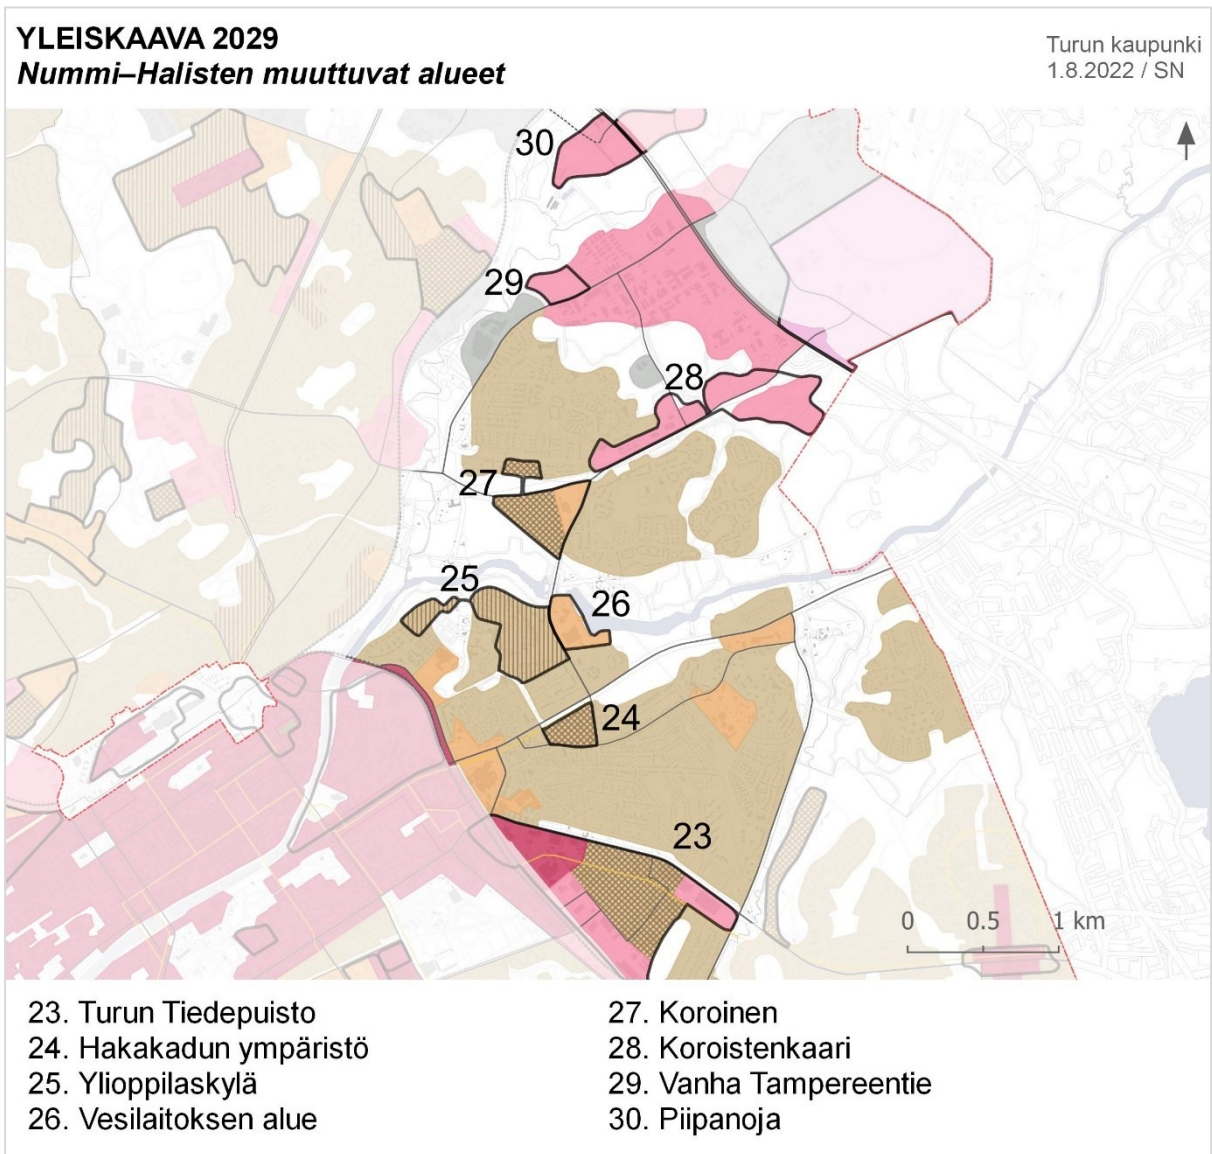 YLEISKAAVA 2029
Nummi–Halisten muuttuvat alueet
Turun kaupunki
1.8.2022 / SN
30
29
28
27
25
26
24
23
0 0.5 1 km
23. Turun Tiedepuisto
24. Hakakadun ympäristö
25. Ylioppilaskylä
26. Vesilaitoksen alue
27. Koroinen
28. Koroistenkaari
29. Vanha Tampereentie
30. Piipanoja